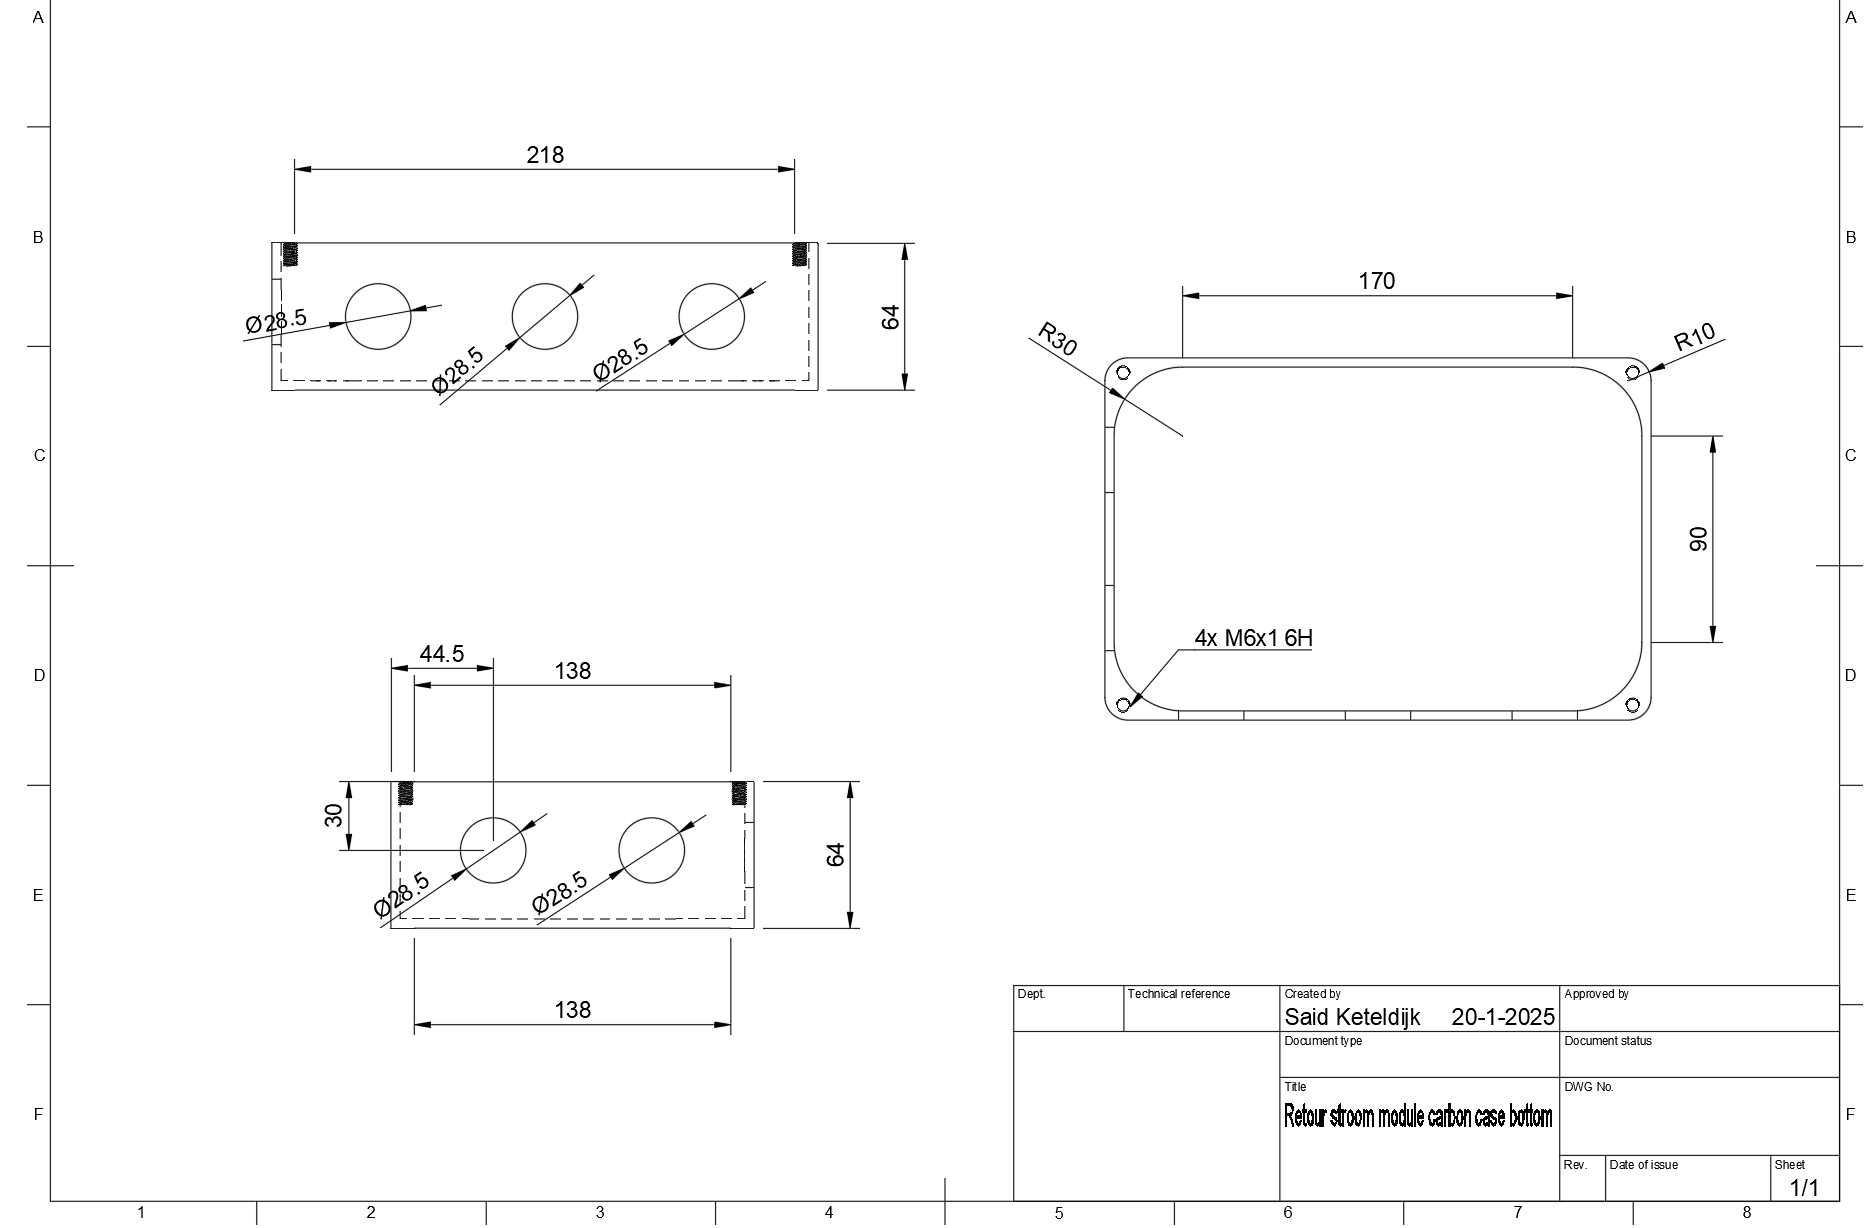 A
A
B
B
C
C
D
D
E
E
F
F
218
Ø28.5
Ø28.5
Ø28.5
64
170
R30
R10
90
4x M6x1 6H
44.5
138
30
Ø28.5
Ø28.5
64
138
Dept.
Technical reference
Created by
Said Keteldijk 20-1-2025
Approved by
Document type
Document status
Title
Retour stroom module carbon case bottom
DWG No.
Rev.
Date of issue
Sheet
1/1
1 2 3 4 5 6 7 8